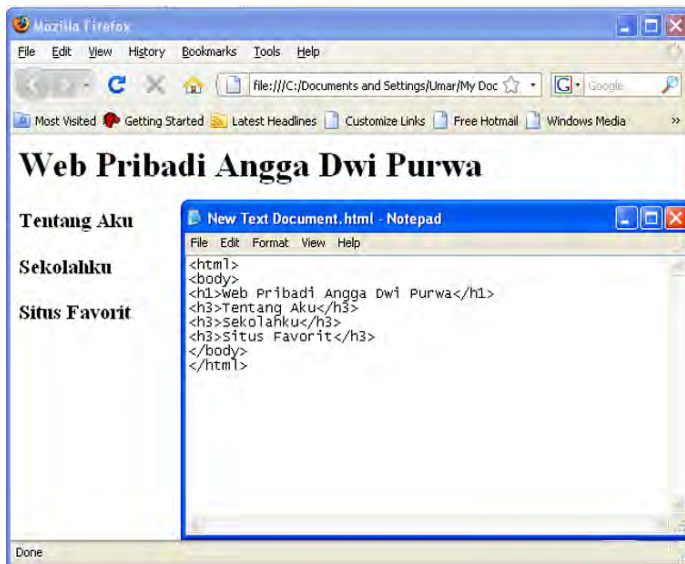 Mozilla Firefox
File Edit View History Bookmarks Tools Help
file:///C:/Documents and Settings/Umar/My Doc G Google
Most Visited Getting Started Latest Headlines Customize Links Free Hotmail Windows Media »
Web Pribadi Angga Dwi Purwa
Tentang Aku
Sekolahku
Situs Favorit
New Text Document.html - Notepad
File Edit Format View Help
<html>
<body>
<h1>Web Pribadi Angga Dwi Purwa</h1>
<h3>Tentang Aku</h3>
<h3>Sekolahku</h3>
<h3>Situs Favorit</h3>
</body>
</html>
Done